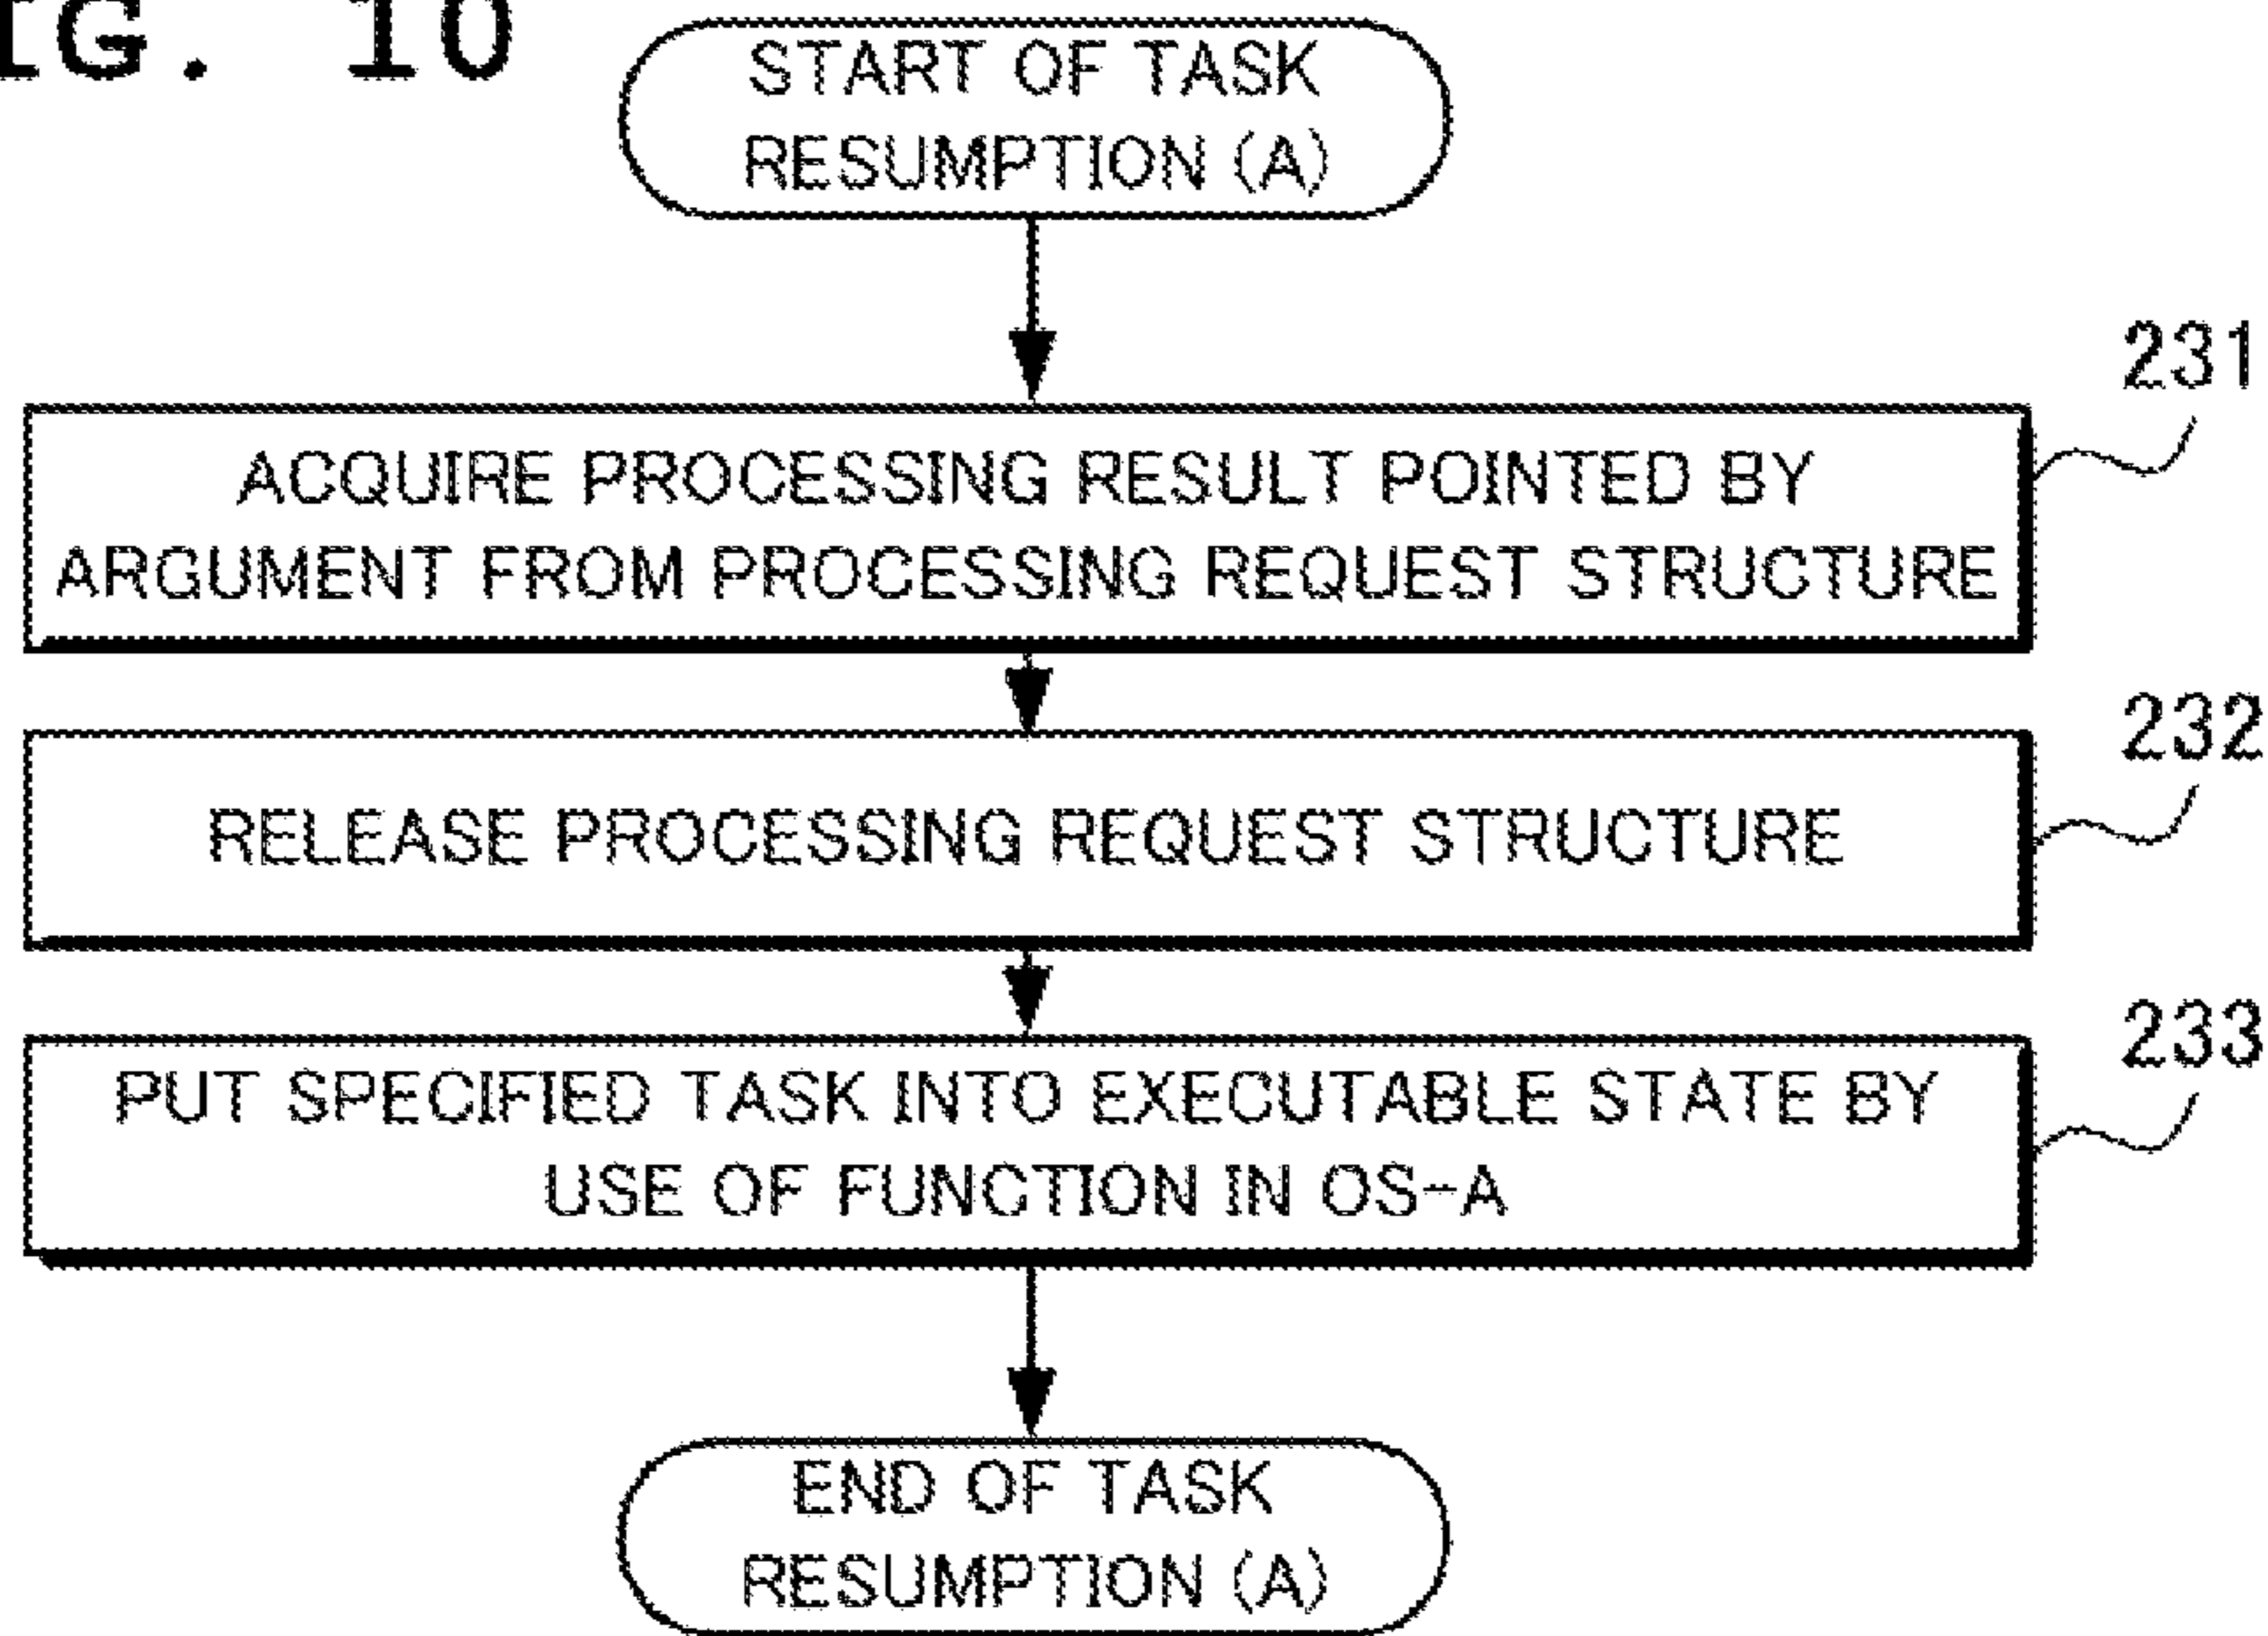 IG. 10
START OF TASK
RESUMPTION (A)
231
ACQUIRE PROCESSING RESULT POINTED BY
ARGUMENT FROM PROCESSING REQUEST STRUCTURE
232
RELEASE PROCESSING REQUEST STRUCTURE
233
PUT SPECIFIED TASK INTO EXECUTABLE STATE BY
USE OF FUNCTION IN OS-A
END OF TASK
RESUMPTION (A)